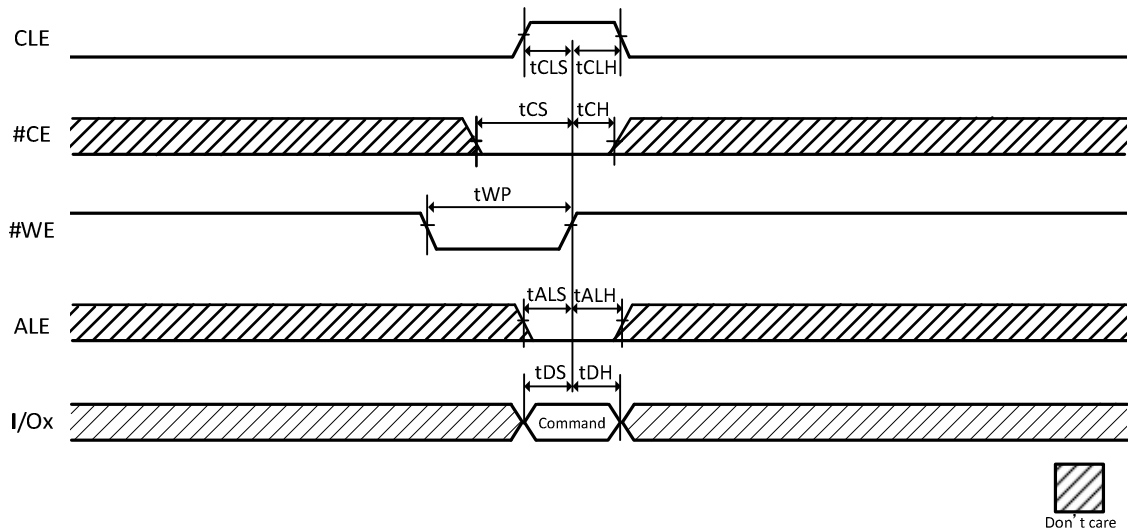 CLE
tCLS tCLH
tCS tCH
#CE
tWP
#WE
tALS tALH
ALE
tDS tDH
I/Ox
Command
Don't care